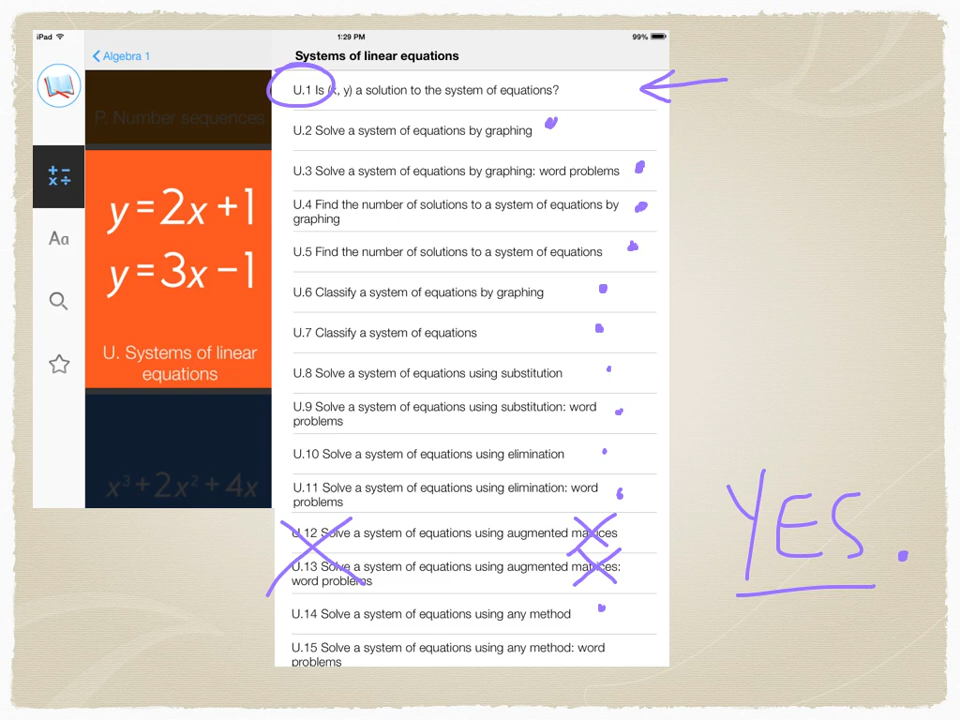 iPad 1:29 PM 99%
Algebra 1 Systems of linear equations
P. Number sequences
y=2x+1
y=3x−1
U. Systems of linear
equations
x³+2x²+4x
+ −
x ÷
Aa
U.1 Is (x, y) a solution to the system of equations?
U.2 Solve a system of equations by graphing
U.3 Solve a system of equations by graphing: word problems
U.4 Find the number of solutions to a system of equations by
graphing
U.5 Find the number of solutions to a system of equations
U.6 Classify a system of equations by graphing
U.7 Classify a system of equations
U.8 Solve a system of equations using substitution
U.9 Solve a system of equations using substitution: word
problems
U.10 Solve a system of equations using elimination
U.11 Solve a system of equations using elimination: word
problems
U.12 Solve a system of equations using augmented matrices
U.13 Solve a system of equations using augmented matrices:
word problems
U.14 Solve a system of equations using any method
U.15 Solve a system of equations using any method: word
problems
YES.